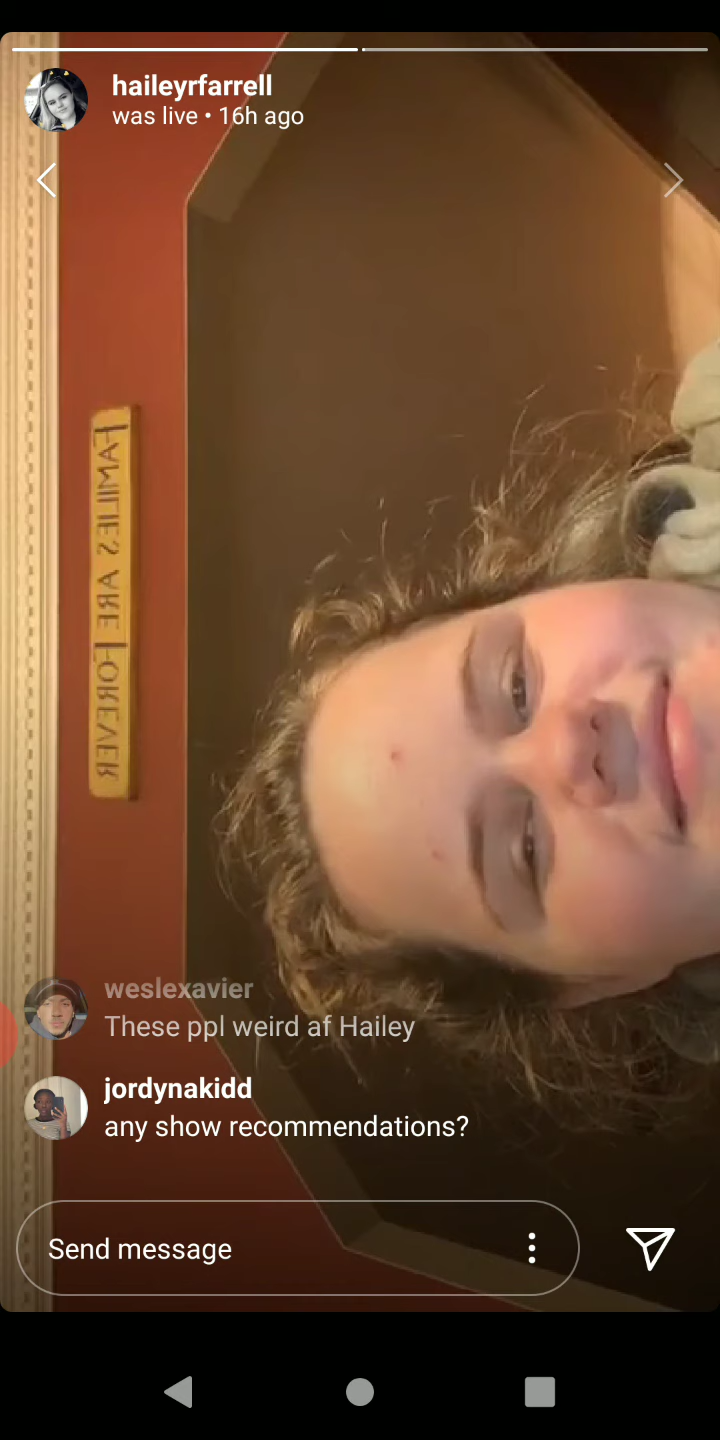 haileyrfarrell
was live • 16h ago
FAMILIES ARE FOREVER
weslexavier
These ppl weird af Hailey
jordynakidd
any show recommendations?
Send message